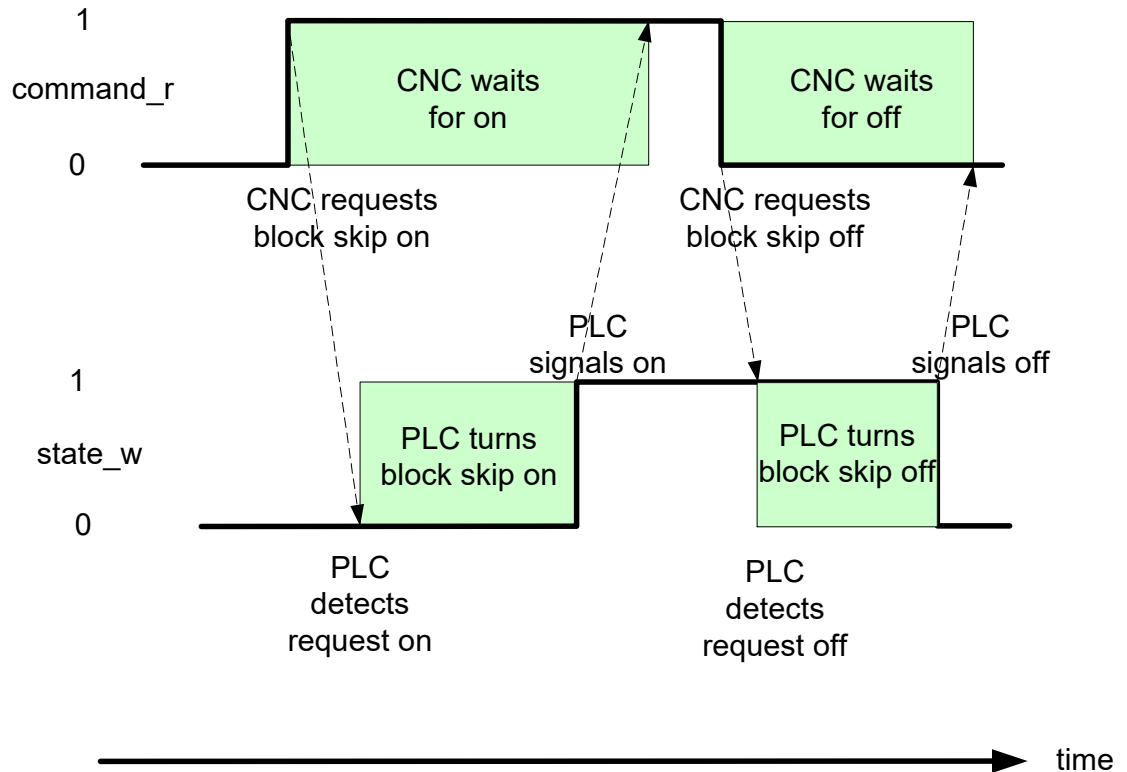 1
command_r
CNC waits
for on
CNC waits
for off
0
CNC requests
block skip on
CNC requests
block skip off
PLC
signals on
PLC
signals off
1
state_w
PLC turns
block skip on
PLC turns
block skip off
0
PLC
detects
request on
PLC
detects
request off
time